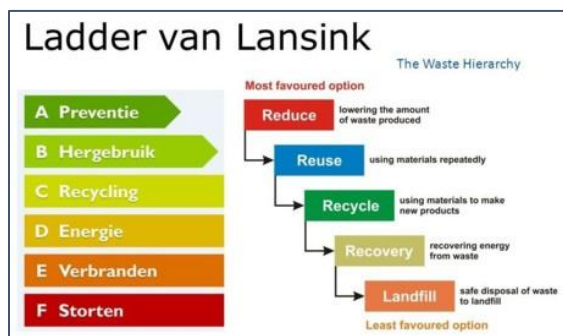 Ladder van Lansink
The Waste Hierarchy
A Preventie
B Hergebruik
C Recycling
D Energie
E Verbranden
F Storten
Most favoured option
Reduce
lowering the amount
of waste produced
Reuse
using materials repeatedly
Recycle
using materials to make
new products
Recovery
recovering energy
from waste
Landfill
safe disposal of waste
to landfill
Least favoured option